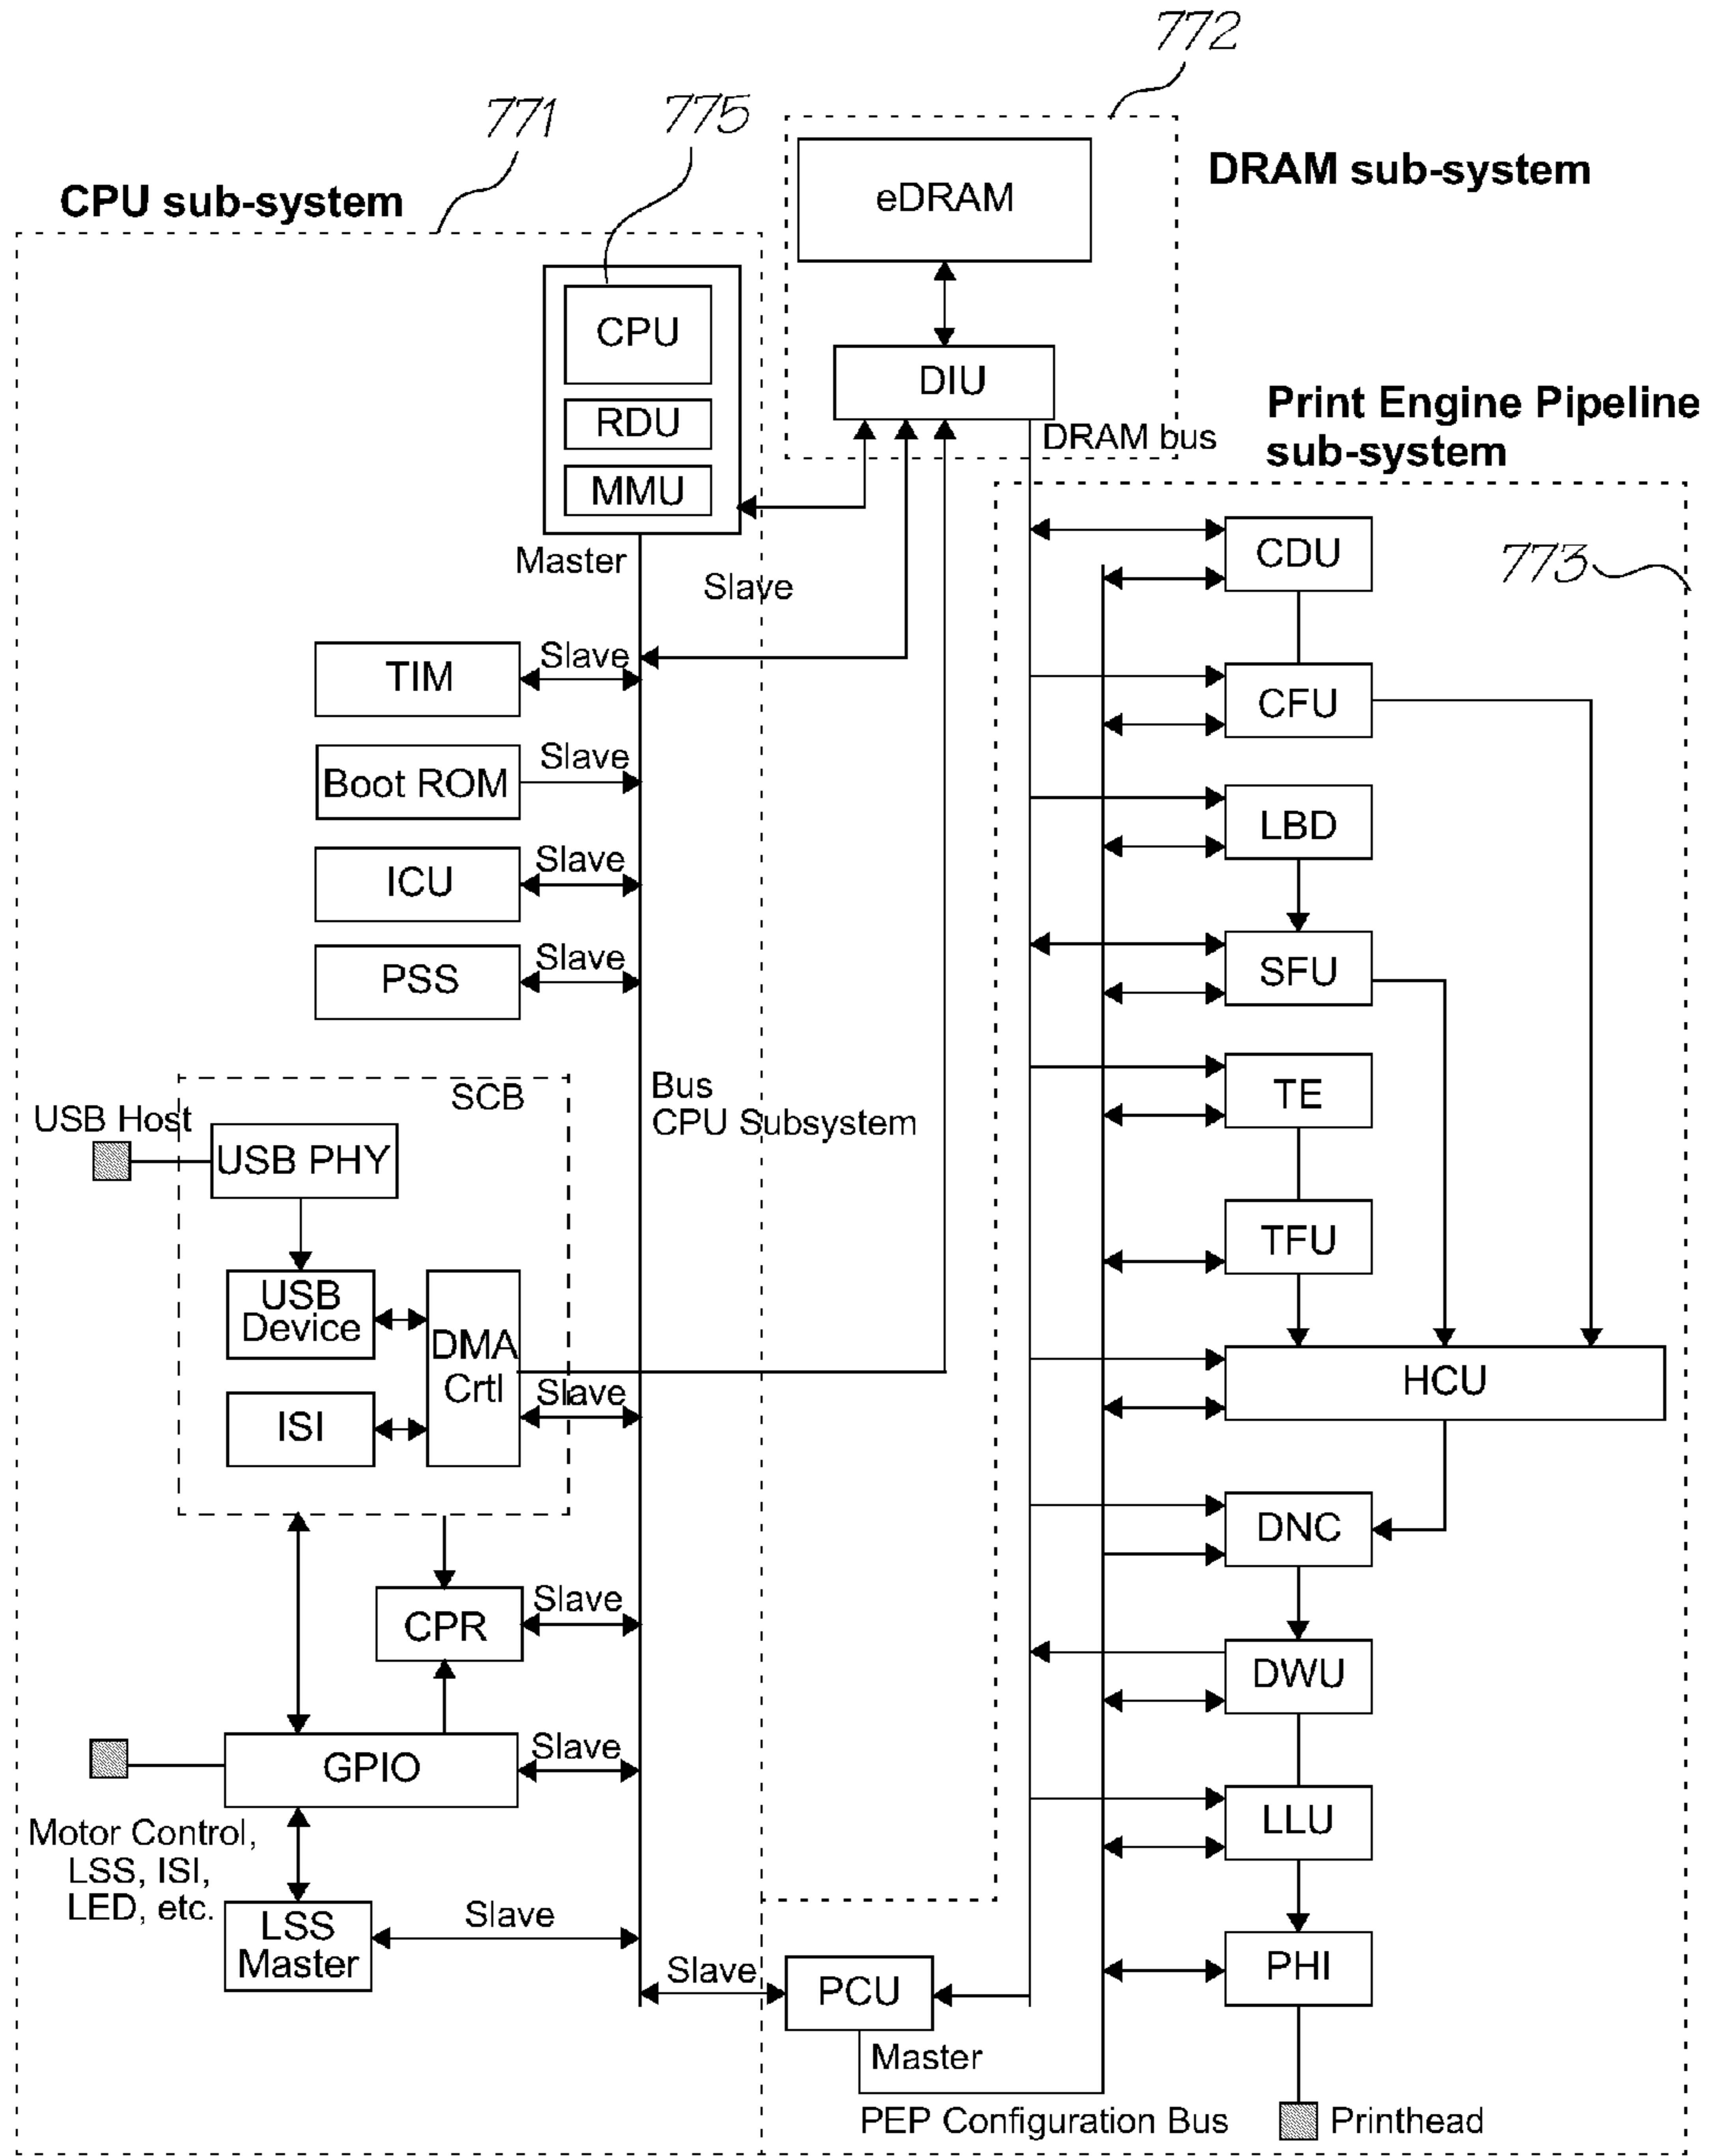 772
771
775
DRAM sub-system
CPU sub-system
eDRAM
CPU
DIU
RDU
Print Engine Pipeline
sub-system
DRAM bus
MMU
Master
Slave
CDU
773
TIM
Slave
CFU
Boot ROM
Slave
LBD
ICU
Slave
PSS
Slave
SFU
SCB
Bus
CPU Subsystem
TE
USB Host
USB PHY
TFU
USB
Device
DMA
Crtl
Slave
ISI
HCU
DNC
CPR
Slave
DWU
GPIO
Slave
Motor Control,
LSS, ISI,
LED, etc.
LLU
LSS
Master
Slave
Slave
PCU
PHI
Master
PEP Configuration Bus
Printhead